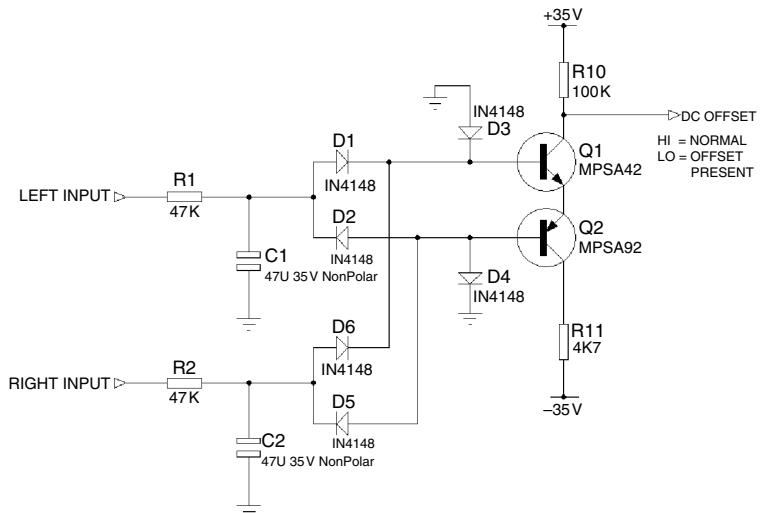 +35V
R10
100K
DC OFFSET
HI = NORMAL
LO = OFFSET
PRESENT
IN4148
D3
D1
IN4148
Q1
MPSA42
LEFT INPUT
R1
47K
D2
IN4148
Q2
MPSA92
C1
47U 35V NonPolar
D4
IN4148
D6
IN4148
R11
4K7
RIGHT INPUT
R2
47K
D5
IN4148
–35V
C2
47U 35V NonPolar